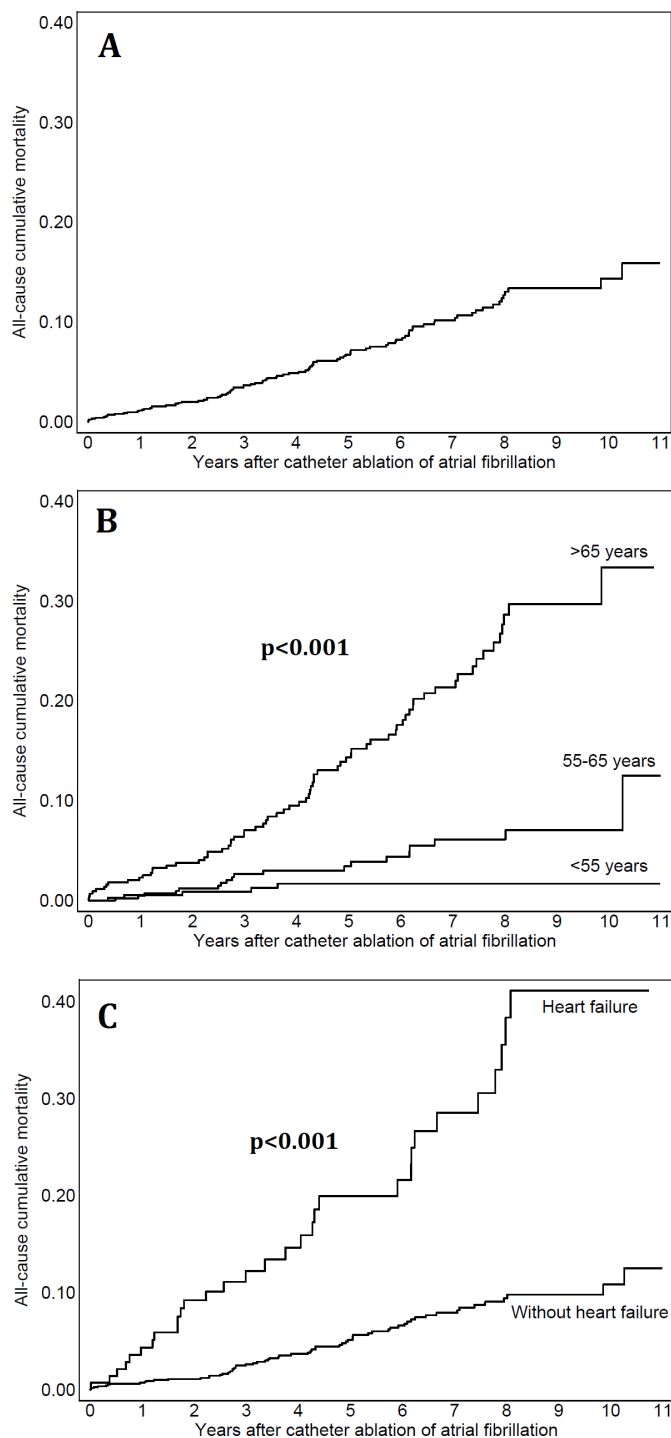 A
All-cause cumulative mortality
0.40
0.30
0.20
0.10
0.00
0 1 2 3 4 5 6 7 8 9 10 11
Years after catheter ablation of atrial fibrillation
B
All-cause cumulative mortality
0.40
0.30
0.20
0.10
0.00
>65 years
p<0.001
55-65 years
<55 years
0 1 2 3 4 5 6 7 8 9 10 11
Years after catheter ablation of atrial fibrillation
C
All-cause cumulative mortality
0.40
0.30
0.20
0.10
0.00
Heart failure
p<0.001
Without heart failure
0 1 2 3 4 5 6 7 8 9 10 11
Years after catheter ablation of atrial fibrillation